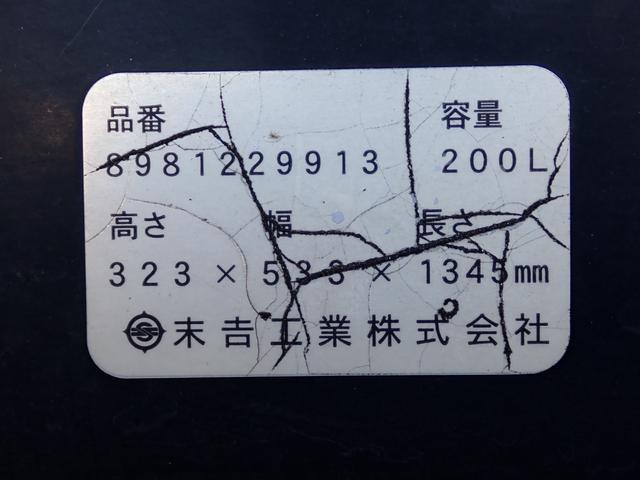 品番 容量
8981229913 200L
高さ 幅 長さ
323 × 533 × 1345mm
末吉工業株式会社